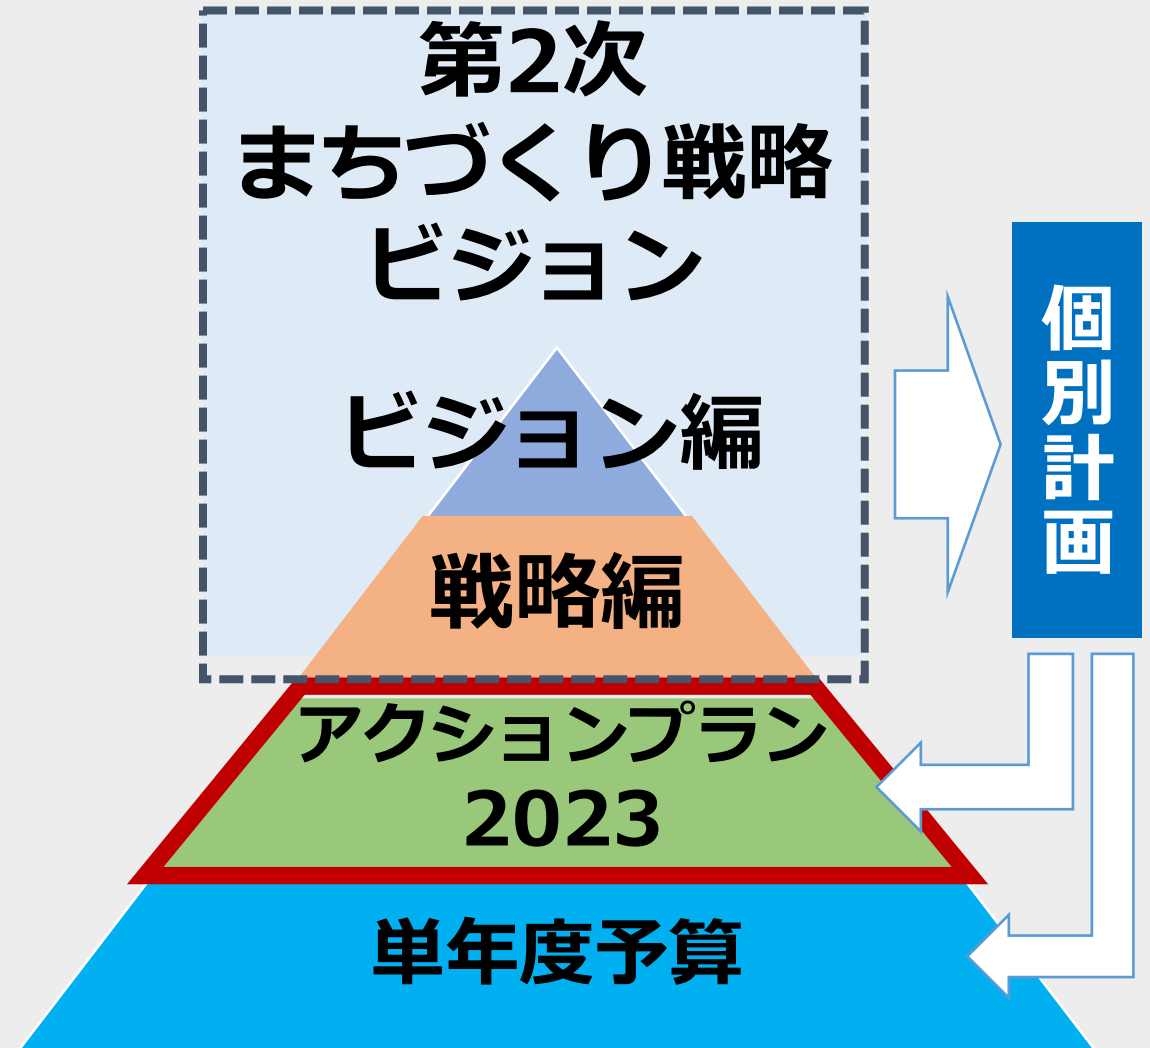 第2次
まちづくり戦略
ビジョン
ビジョン編
戦略編
アクションプラン
2023
単年度予算
個別計画